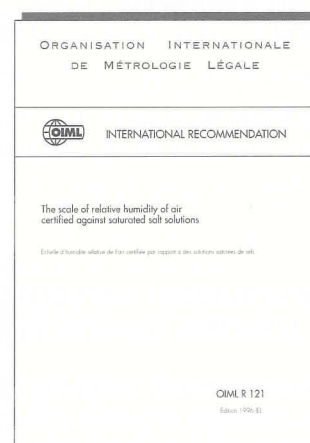 ORGANISATION INTERNATIONALE
DE MÉTROLOGIE LÉGALE
OIML
INTERNATIONAL RECOMMENDATION
The scale of relative humidity of air
certified against saturated salt solutions
Échelle d'humidité relative de l'air certifiée par rapport à des solutions saturées de sels
OIML R 121
Edition 1996 (E)